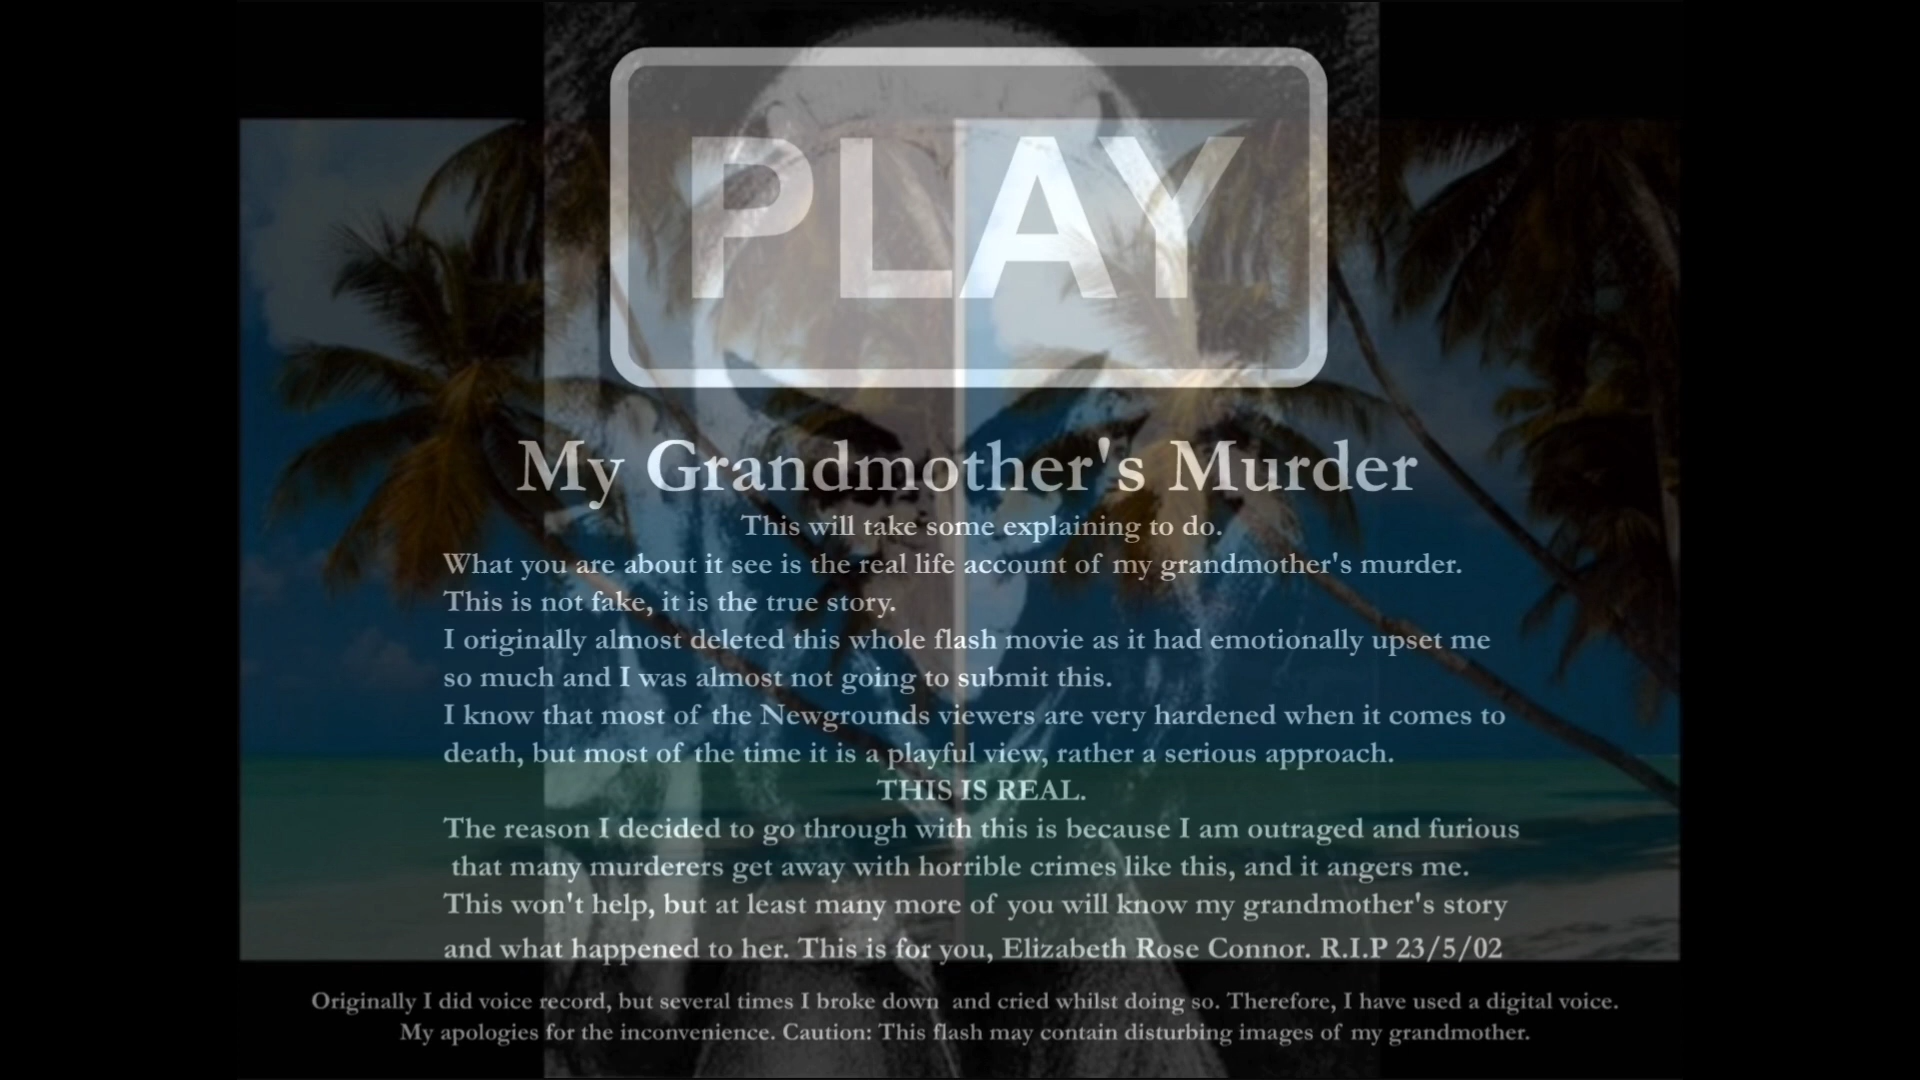 PLAY
My Grandmother's Murder
This will take some explaining to do.
What you are about it see is the real life account of my grandmother's murder.
This is not fake, it is the true story.
I originally almost deleted this whole flash movie as it had emotionally upset me
so much and I was almost not going to submit this.
I know that most of the Newgrounds viewers are very hardened when it comes to
death, but most of the time it is a playful view, rather a serious approach.
THIS IS REAL.
The reason I decided to go through with this is because I am outraged and furious
that many murderers get away with horrible crimes like this, and it angers me.
This won't help, but at least many more of you will know my grandmother's story
and what happened to her. This is for you, Elizabeth Rose Connor. R.I.P 23/5/02
Originally I did voice record, but several times I broke down and cried whilst doing so. Therefore, I have used a digital voice.
My apologies for the inconvenience. Caution: This flash may contain disturbing images of my grandmother.